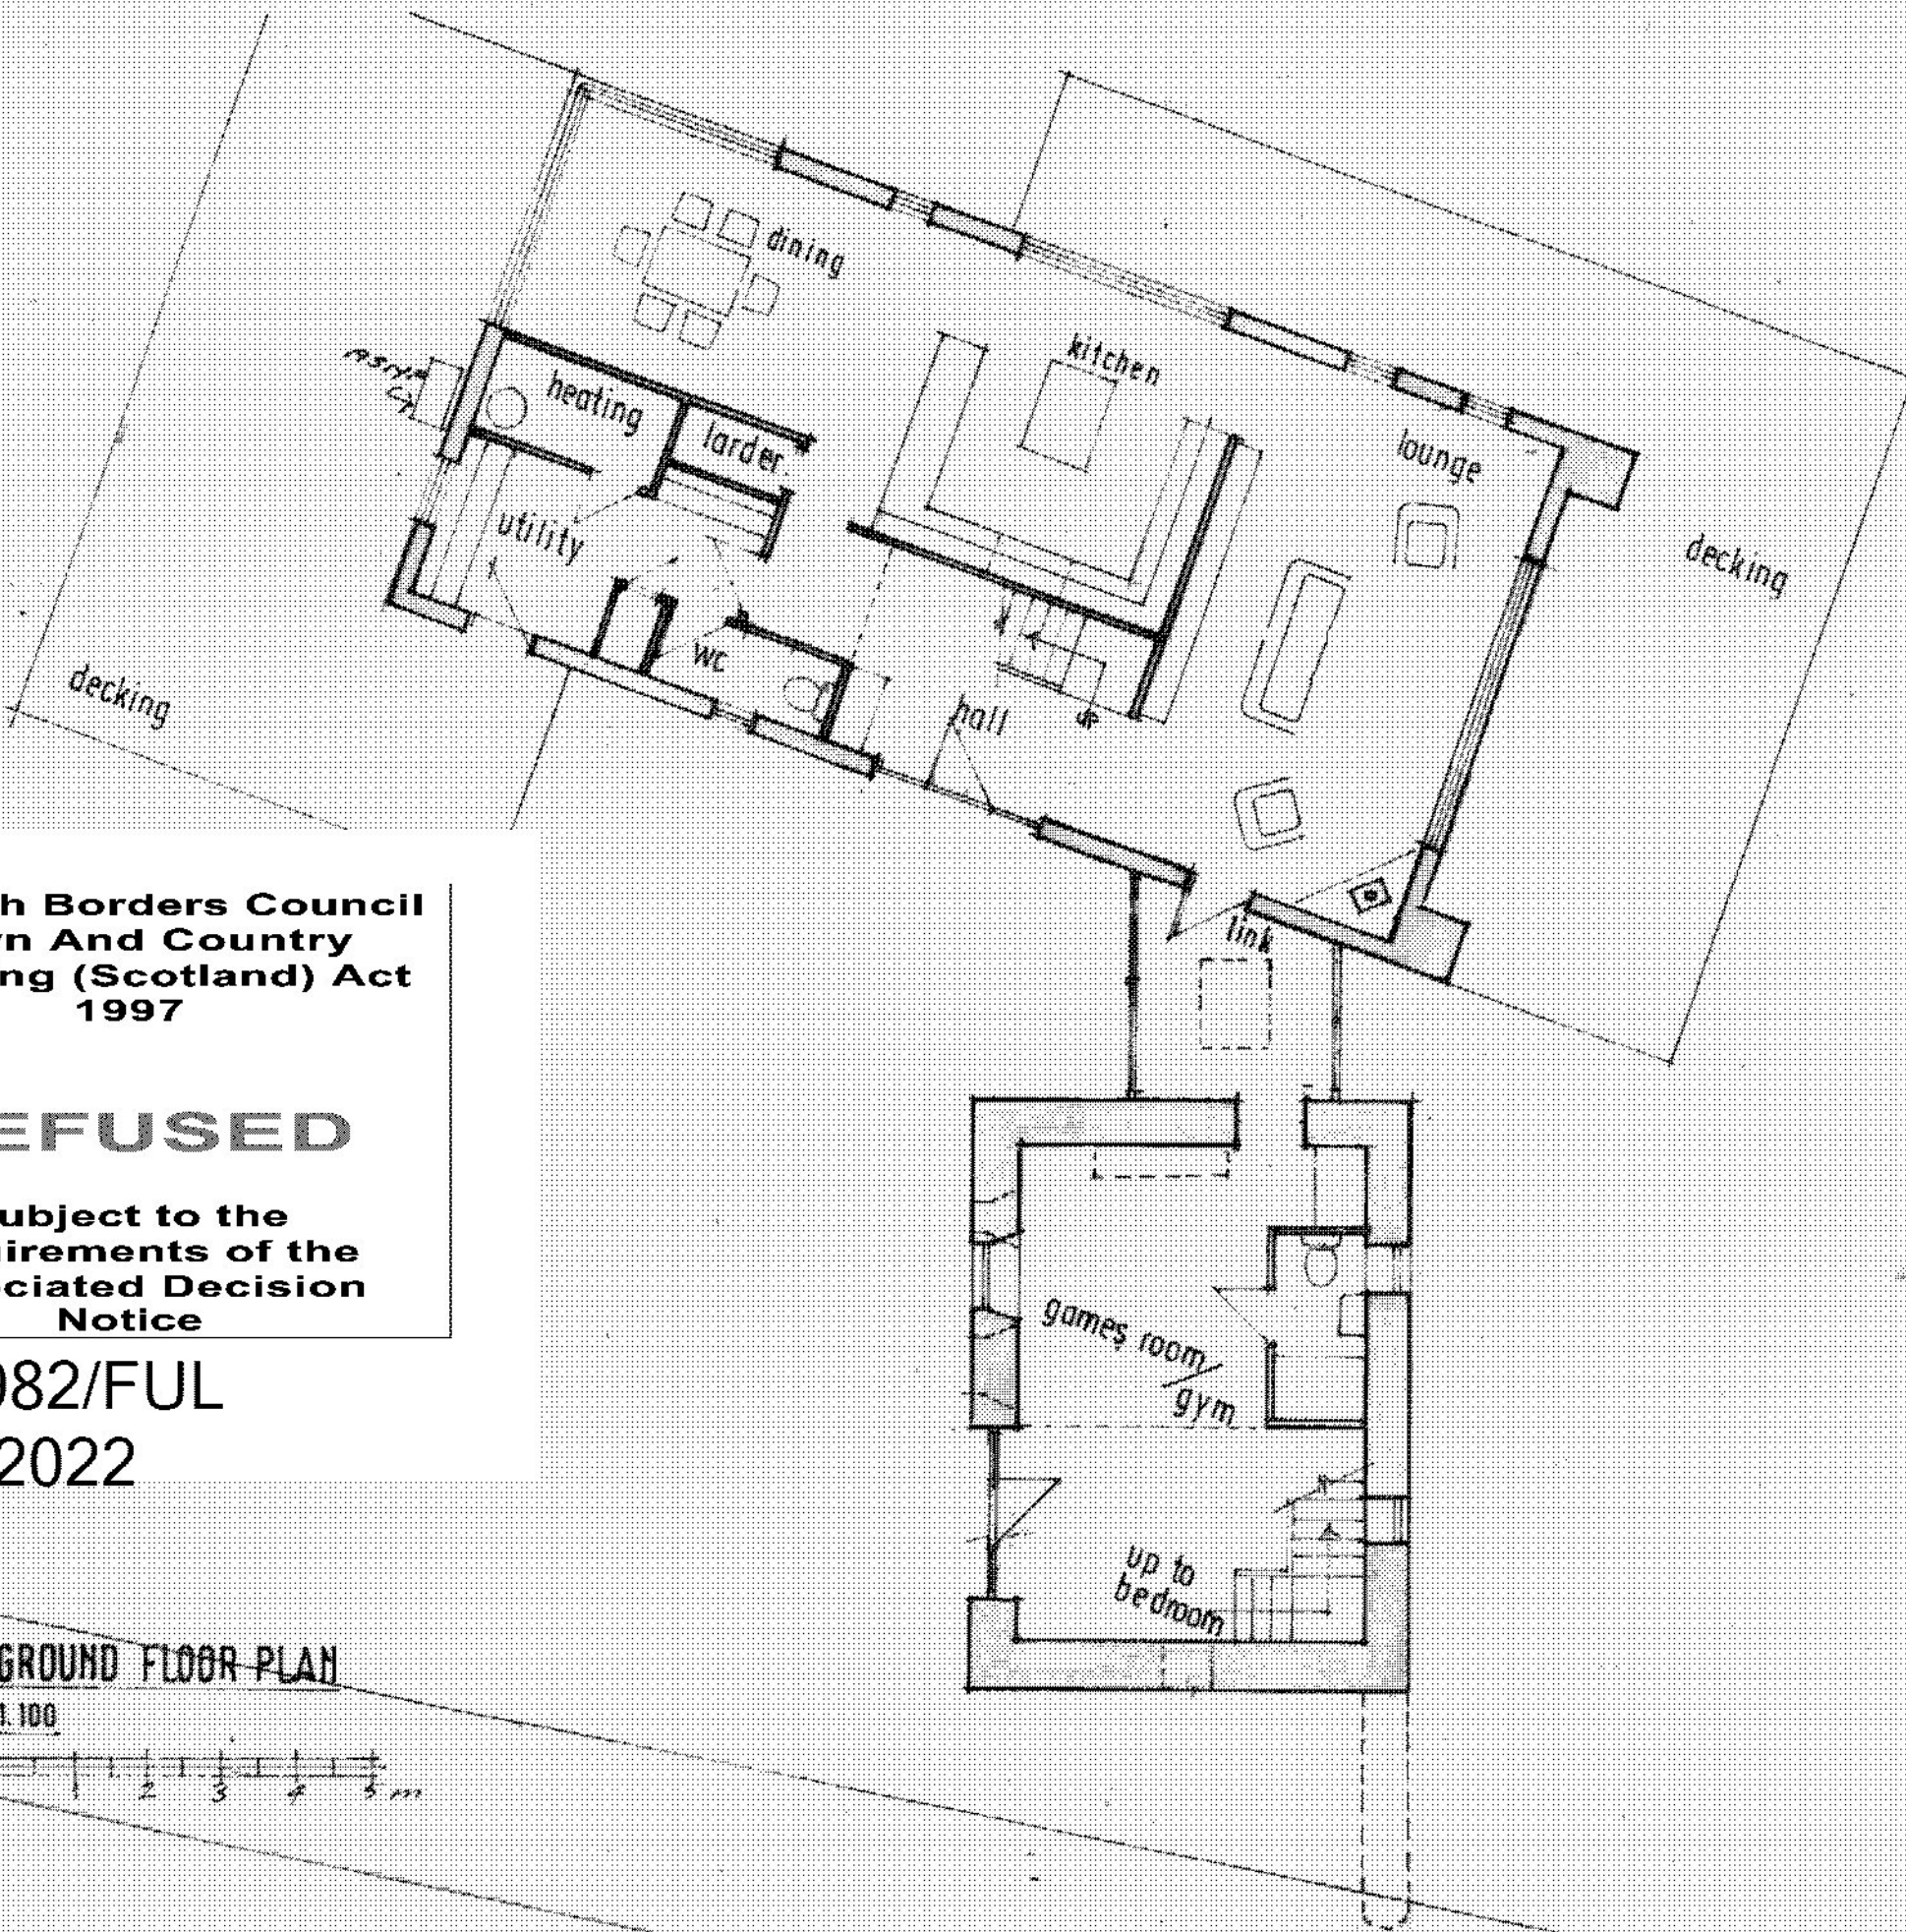 dining
kitchen
lounge
heating
larder.
utility
decking
wc
hall
up
decking
link
h Borders Council
n And Country
ng (Scotland) Act
1997
EFUSED
ubject to the
uirements of the
ciated Decision
Notice
082/FUL
2022
games room/
gym
up to
bedroom
GROUND FLOOR PLAN
1.100
1 2 3 4 5 m